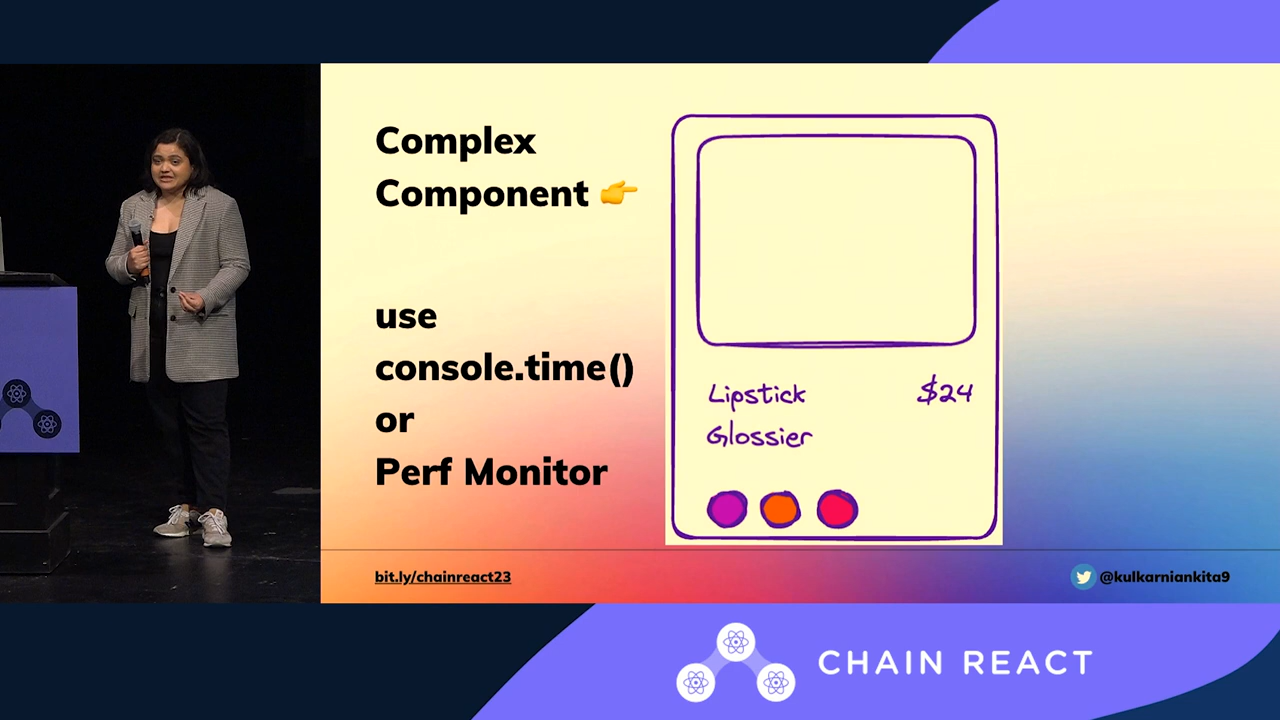 Complex
Component 👉
use
console.time()
or
Perf Monitor
Lipstick $24
Glossier
bit.ly/chainreact23
@kulkarniankita9
CHAIN REACT